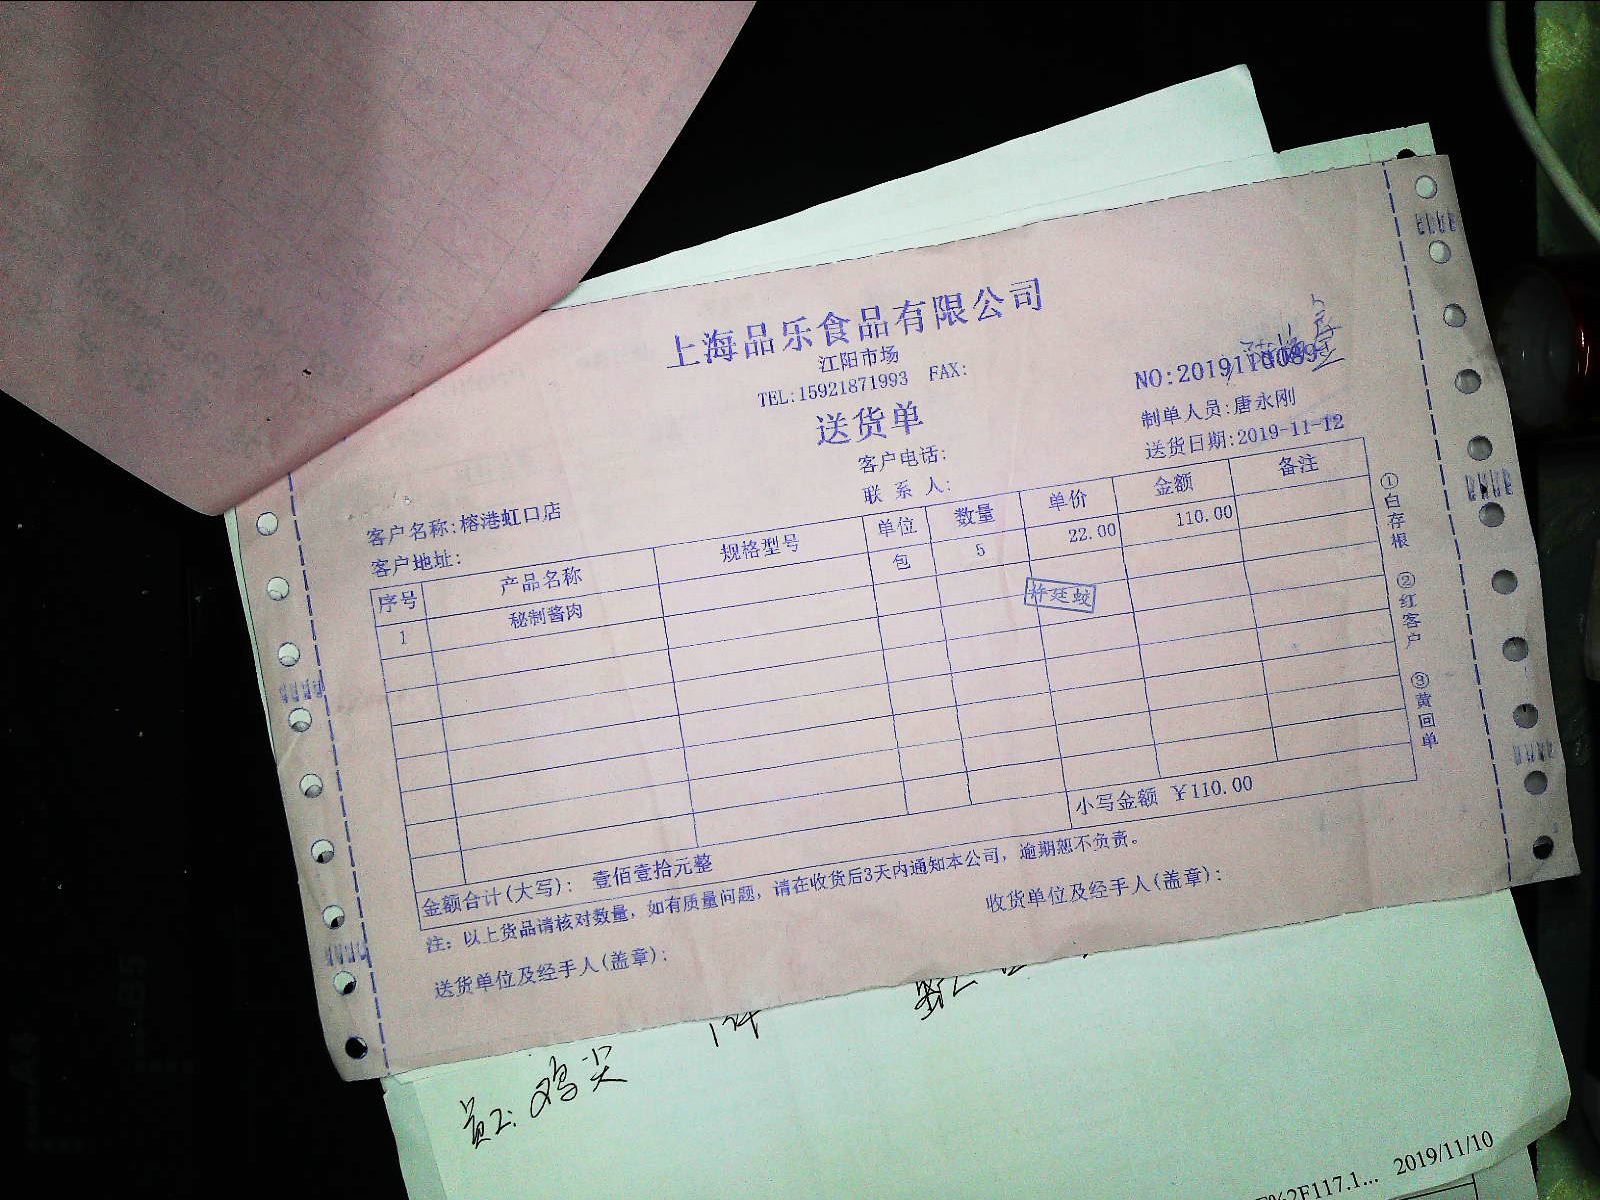 上海品乐食品有限公司
江阳市场
TEL:15921871993 FAX:
送货单
NO:2019110089
制单人员:唐永刚
客户电话:
送货日期:2019-11-12
客户名称:榕港虹口店
联系人:
客户地址:
序号 产品名称 规格型号 单位 数量 单价 金额 备注
1 秘制酱肉 包 5 22.00 110.00
许廷蛟
①白存根 ②红客户 ③黄回单
金额合计(大写): 壹佰壹拾元整 小写金额 ¥110.00
注: 以上货品请核对数量，如有质量问题，请在收货后3天内通知本公司，逾期恕不负责。
送货单位及经手人(盖章): 收货单位及经手人(盖章):
鸡尖
%2F117.1... 2019/11/10